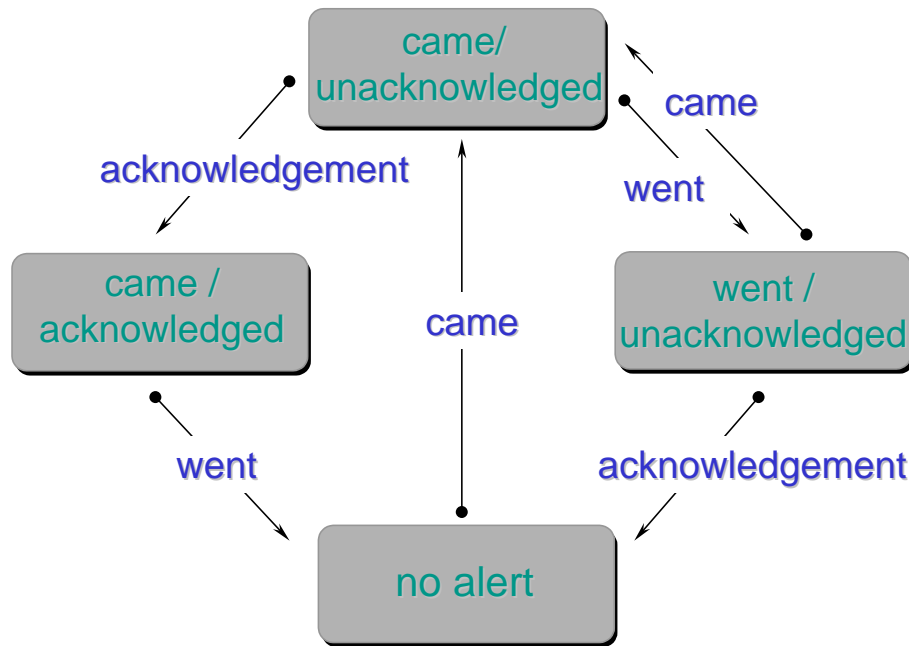 came/
unacknowledged
came
acknowledgement
went
came /
acknowledged
went /
unacknowledged
came
went
acknowledgement
no alert